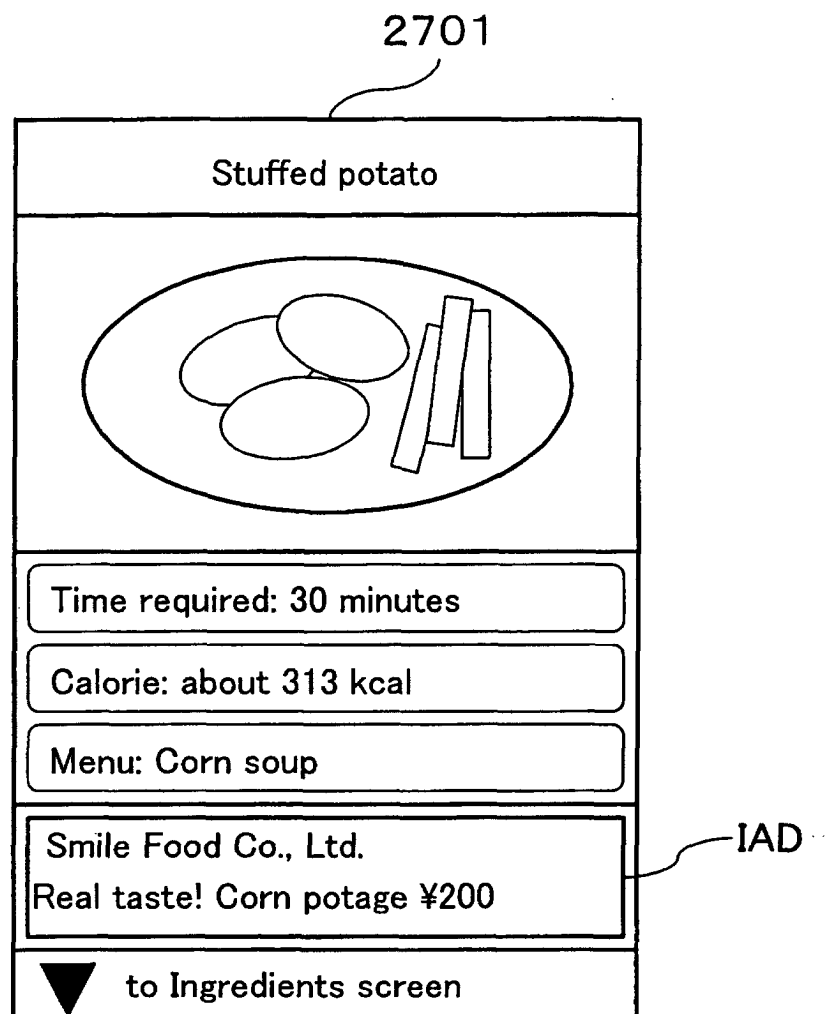 2701
Stuffed potato
Time required: 30 minutes
Calorie: about 313 kcal
Menu: Corn soup
Smile Food Co., Ltd.
IAD
Real taste! Corn potage ¥200
to Ingredients screen